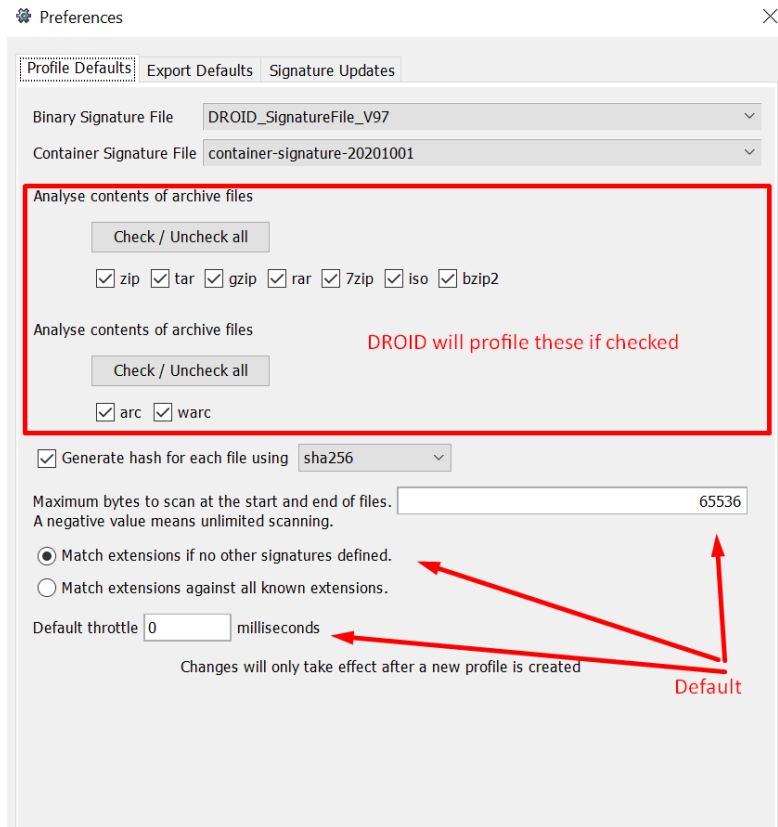 Preferences
Profile Defaults Export Defaults Signature Updates
Binary Signature File DROID_SignatureFile_V97
Container Signature File container-signature-20201001
Analyse contents of archive files
Check / Uncheck all
zip tar gzip rar 7zip iso bzip2
Analyse contents of archive files
DROID will profile these if checked
Check / Uncheck all
arc warc
Generate hash for each file using sha256
Maximum bytes to scan at the start and end of files. 65536
A negative value means unlimited scanning.
Match extensions if no other signatures defined.
Match extensions against all known extensions.
Default throttle 0 milliseconds
Changes will only take effect after a new profile is created
Default